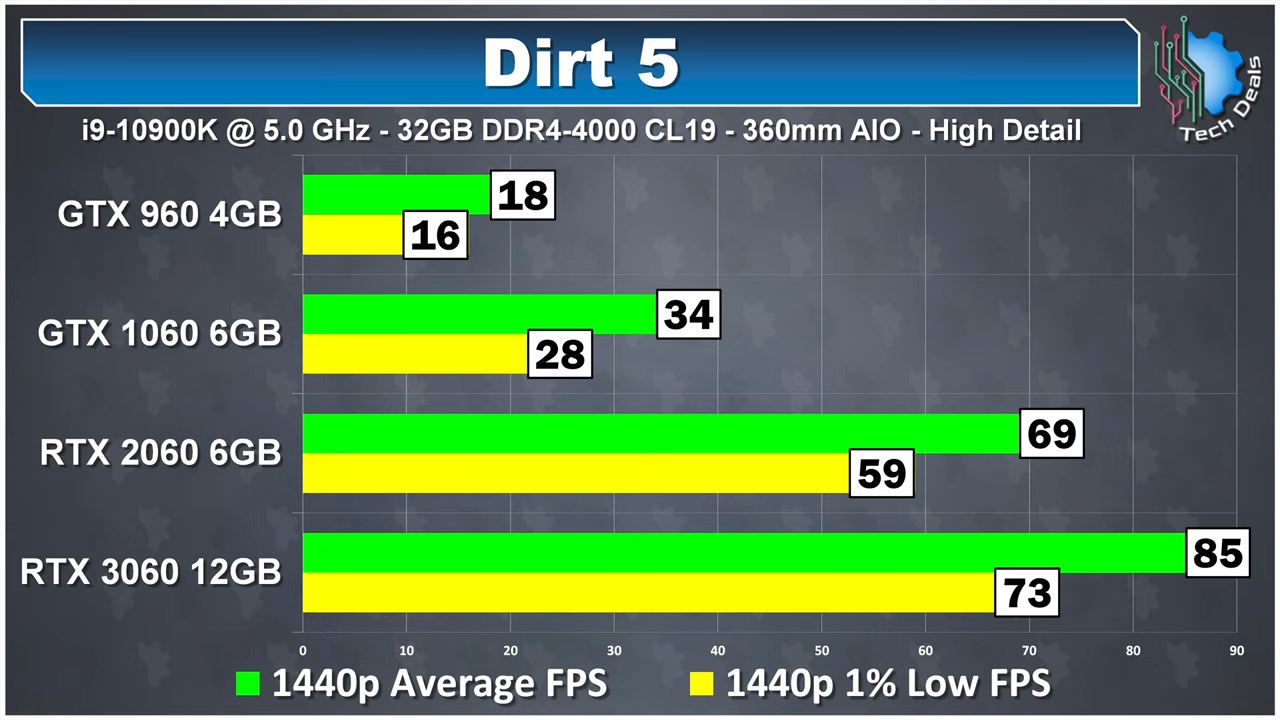 Dirt 5
Tech Deals
i9-10900K @ 5.0 GHz - 32GB DDR4-4000 CL19 - 360mm AIO - High Detail
GTX 960 4GB
18
16
GTX 1060 6GB
34
28
RTX 2060 6GB
69
59
RTX 3060 12GB
85
73
0 10 20 30 40 50 60 70 80 90
1440p Average FPS 1440p 1% Low FPS